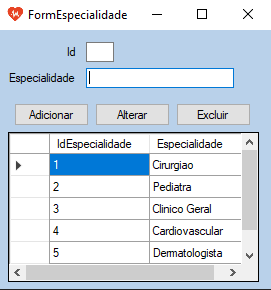 FormEspecialidade
Id
Especialidade
Adicionar Alterar Excluir
IdEspecialidade Especialidade
1 Cirurgiao
2 Pediatra
3 Clinico Geral
4 Cardiovascular
5 Dermatologista